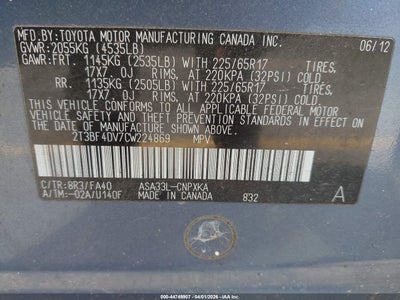 MFD. BY: TOYOTA MOTOR MANUFACTURING CANADA INC. 06/12
GVWR: 2055KG (4535LB)
GAWR: FRT. 1145KG (2535LB) WITH 225/65R17 TIRES,
17X7.0J RIMS, AT 220KPA (32PSI) COLD
RR. 1135KG (2505LB) WITH 225/65R17 TIRES,
17X7.0J RIMS, AT 220KPA (32PSI) COLD
THIS VEHICLE CONFORMS TO ALL APPLICABLE FEDERAL MOTOR
VEHICLE SAFETY, BUMPER, AND THEFT PREVENTION STANDARDS
IN EFFECT ON THE DATE OF MANUFACTURE SHOWN ABOVE.
2T3BF4DV7CW224869 MPV
C/TR: 8R3/FA40 ASA33L-CNPXKA A
A/TM: -02A/U140F MADE IN CANADA 832
000-44748907 - 04/01/2026 - IAA Inc.